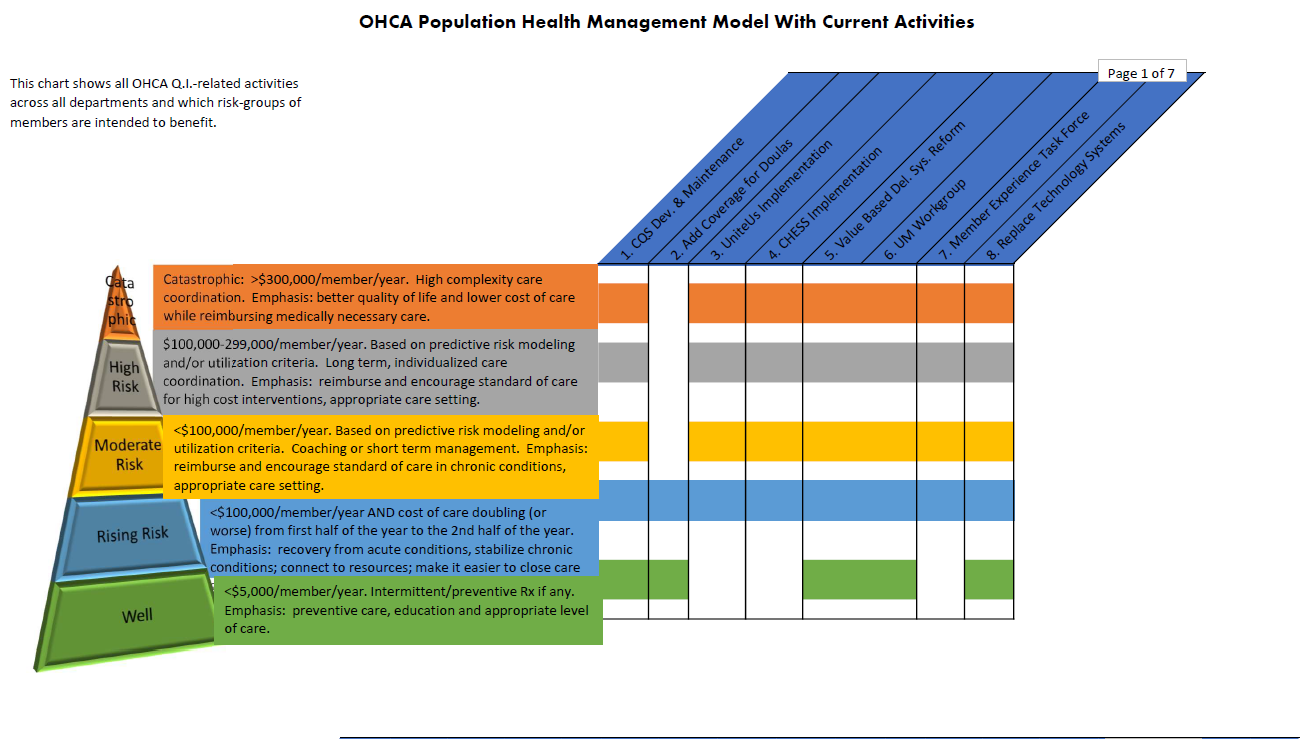 OHCA Population Health Management Model With Current Activities
This chart shows all OHCA Q.I.-related activities
across all departments and which risk-groups of
members are intended to benefit.
Page 1 of 7
1. CQS Dev. & Maintenance
2. Add Coverage for Doulas
3. UniteUs Implementation
4. CHESS Implementation
5. Value Based Del. Sys. Reform
6. UM Workgroup
7. Member Experience Task Force
8. Replace Technology Systems
Cata
stro
phic
Catastrophic: >$300,000/member/year. High complexity care
coordination. Emphasis: better quality of life and lower cost of care
while reimbursing medically necessary care.
High
Risk
$100,000-299,000/member/year. Based on predictive risk modeling
and/or utilization criteria. Long term, individualized care
coordination. Emphasis: reimburse and encourage standard of care
for high cost interventions, appropriate care setting.
Moderate
Risk
<$100,000/member/year. Based on predictive risk modeling and/or
utilization criteria. Coaching or short term management. Emphasis:
reimburse and encourage standard of care in chronic conditions,
appropriate care setting.
Rising Risk
<$100,000/member/year AND cost of care doubling (or
worse) from first half of the year to the 2nd half of the year.
Emphasis: recovery from acute conditions, stabilize chronic
conditions; connect to resources; make it easier to close care
Well
<$5,000/member/year. Intermittent/preventive Rx if any.
Emphasis: preventive care, education and appropriate level
of care.